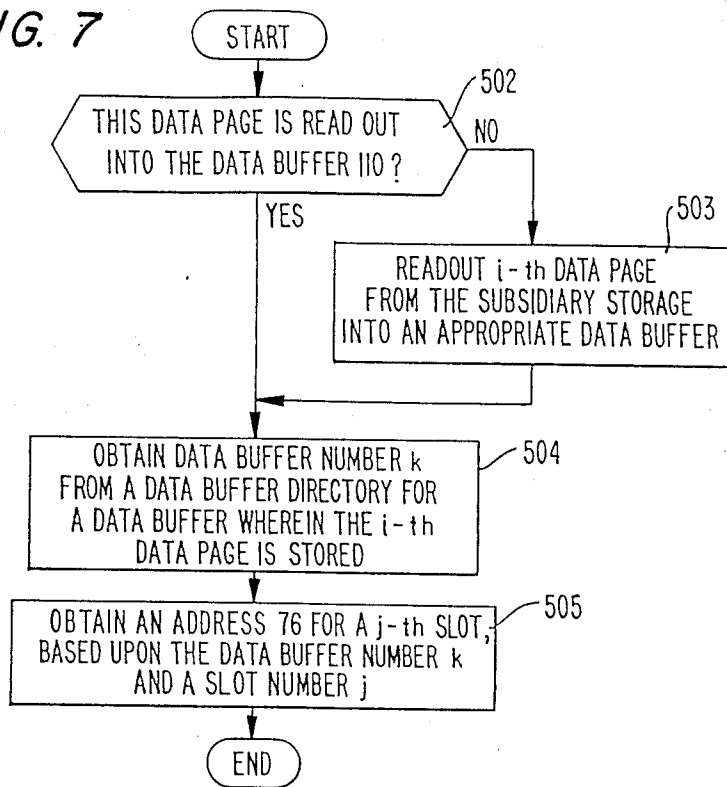 FIG. 7
START
502
THIS DATA PAGE IS READ OUT
INTO THE DATA BUFFER 110?
NO
YES
503
READOUT i-th DATA PAGE
FROM THE SUBSIDIARY STORAGE
INTO AN APPROPRIATE DATA BUFFER
OBTAIN DATA BUFFER NUMBER k
FROM A DATA BUFFER DIRECTORY FOR
A DATA BUFFER WHEREIN THE i-th
DATA PAGE IS STORED
504
OBTAIN AN ADDRESS 76 FOR A j-th SLOT,
BASED UPON THE DATA BUFFER NUMBER k
AND A SLOT NUMBER j
505
END